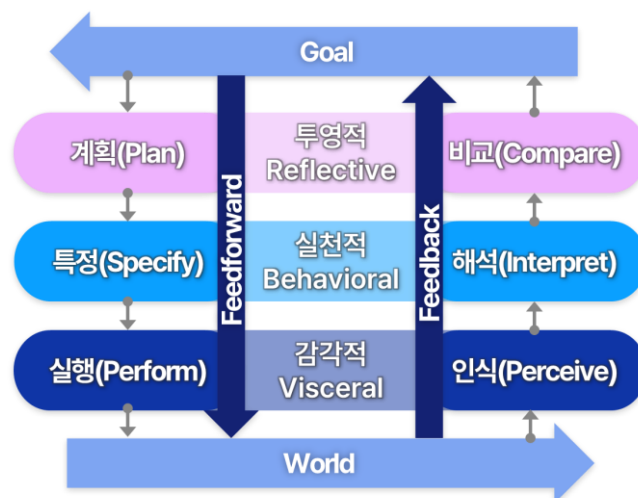 Goal
계획(Plan)
투영적
Reflective
비교(Compare)
Feedforward
Feedback
특정(Specify)
실천적
Behavioral
해석(Interpret)
실행(Perform)
감각적
Visceral
인식(Perceive)
World